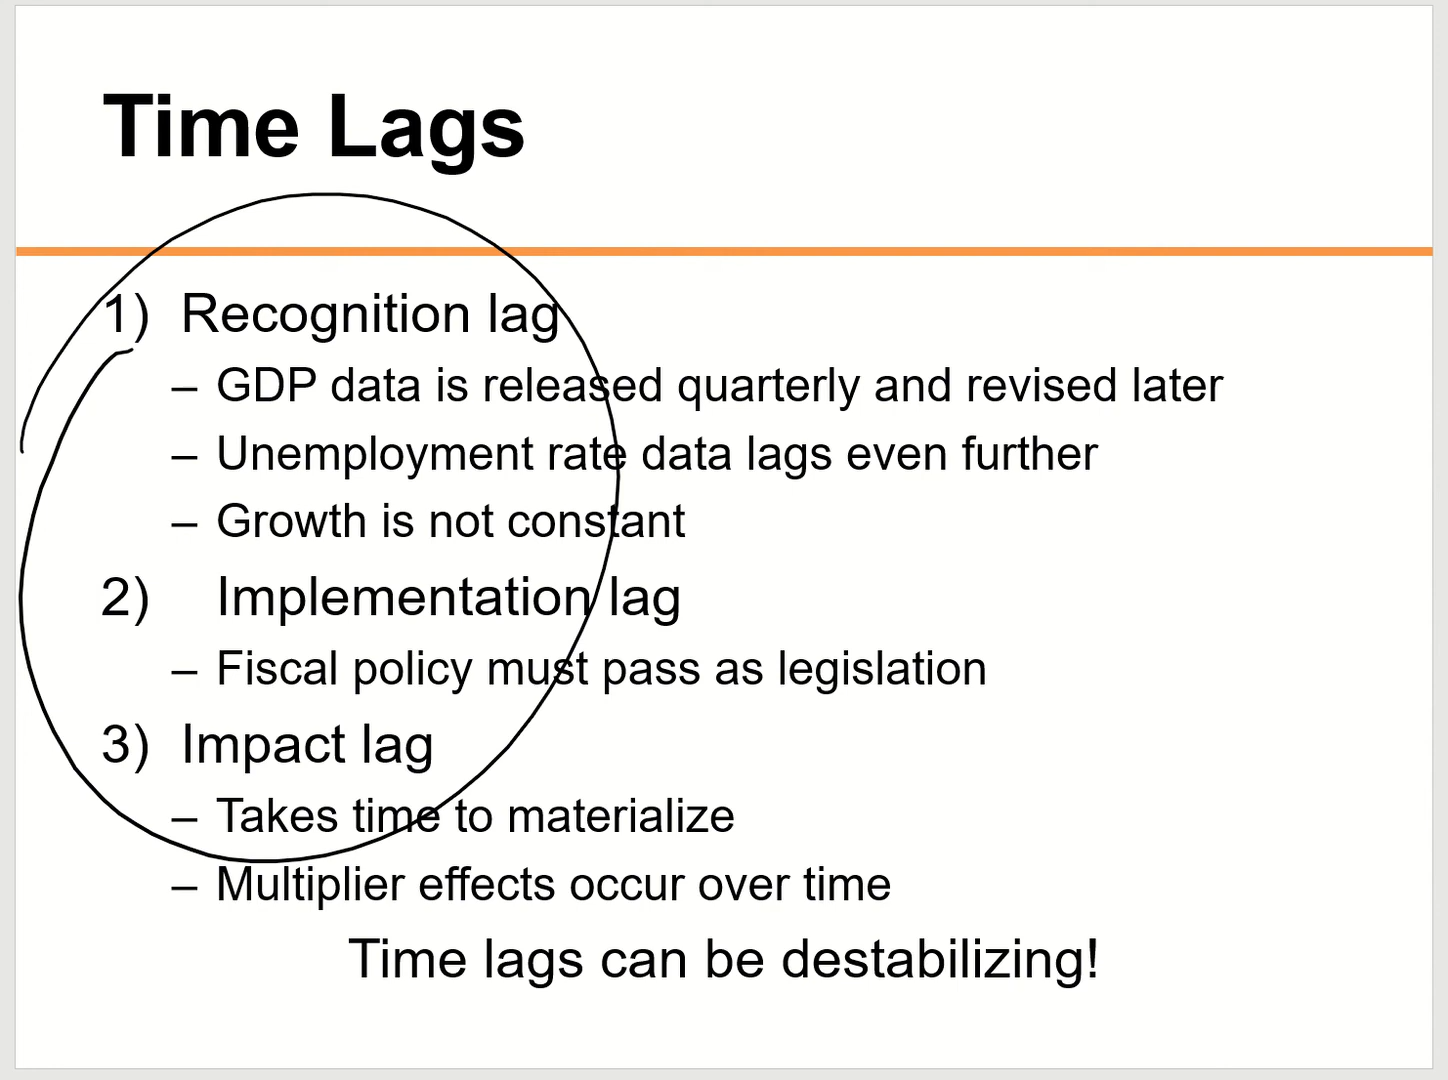 Time Lags
1) Recognition lag
– GDP data is released quarterly and revised later
– Unemployment rate data lags even further
– Growth is not constant
2) Implementation lag
– Fiscal policy must pass as legislation
3) Impact lag
– Takes time to materialize
– Multiplier effects occur over time
Time lags can be destabilizing!